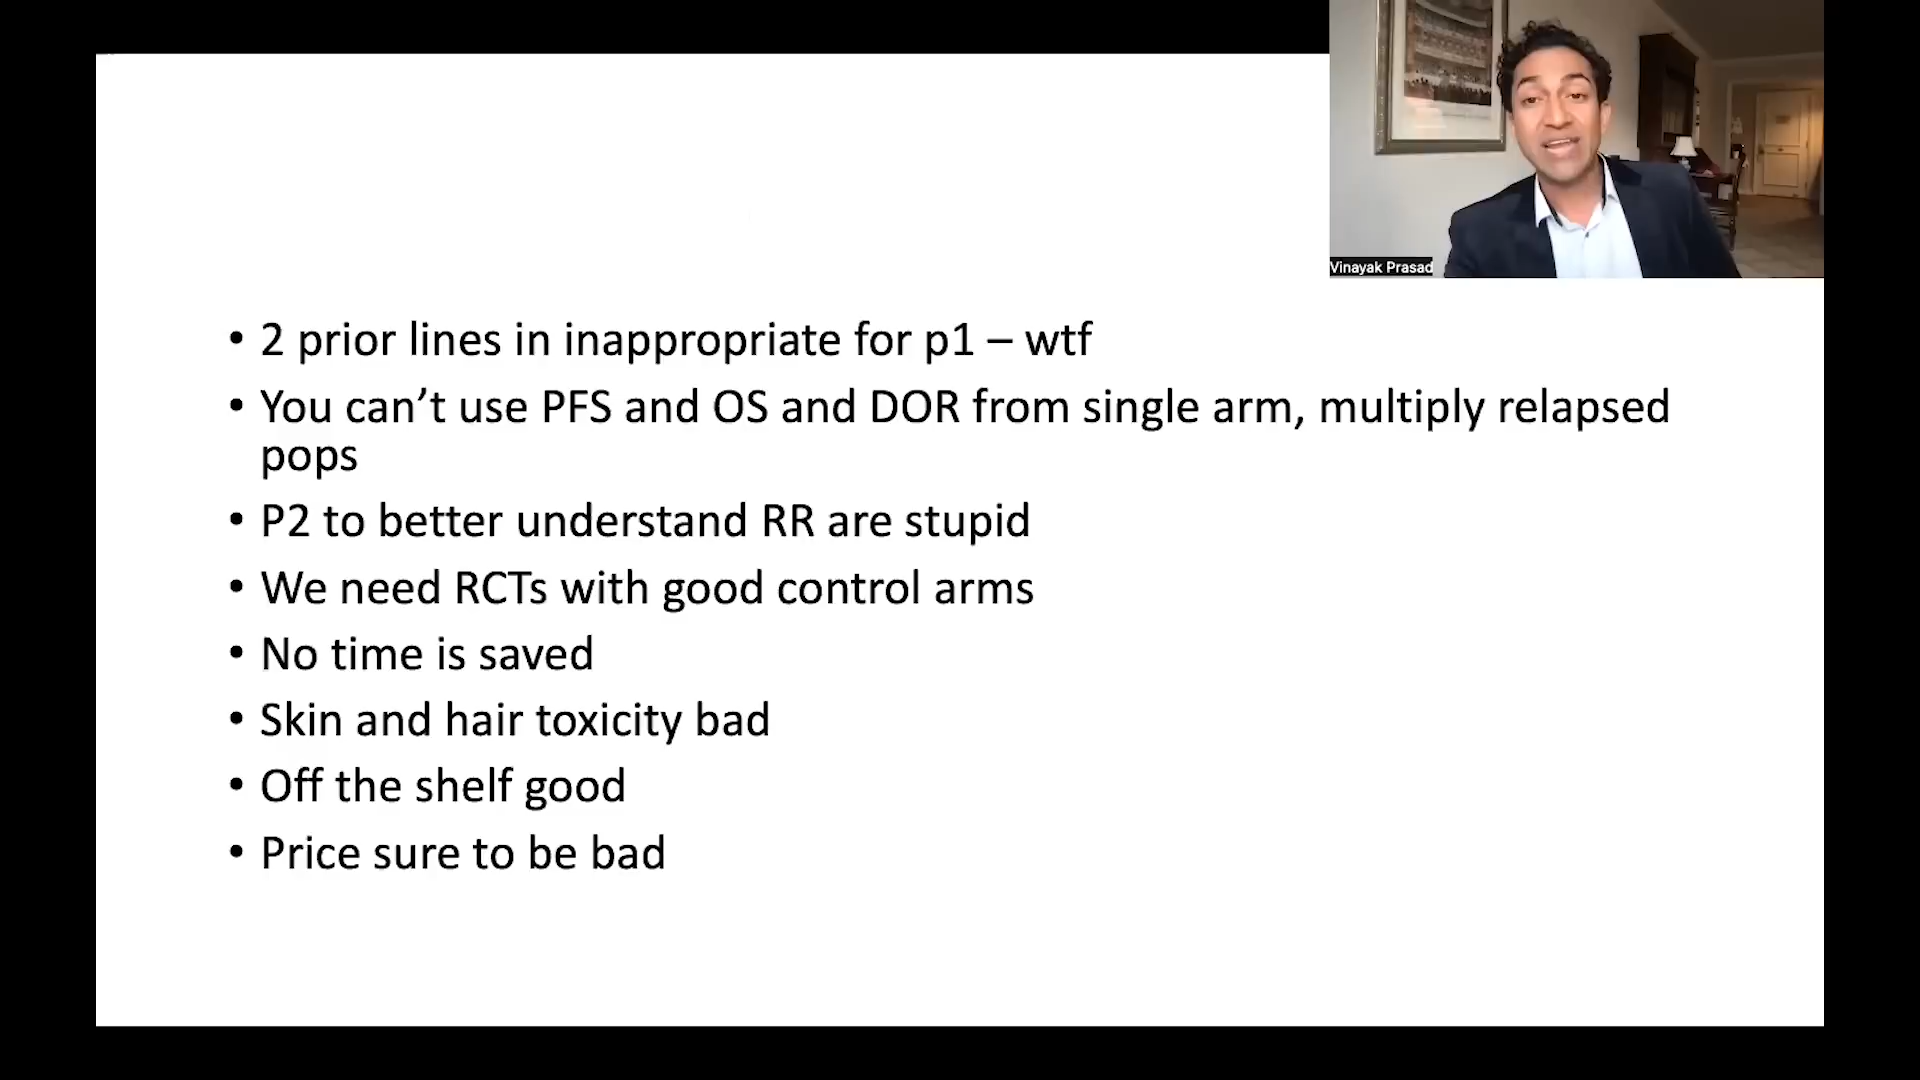 Vinayak Prasad
• 2 prior lines in inappropriate for p1 – wtf
• You can’t use PFS and OS and DOR from single arm, multiply relapsed
pops
• P2 to better understand RR are stupid
• We need RCTs with good control arms
• No time is saved
• Skin and hair toxicity bad
• Off the shelf good
• Price sure to be bad